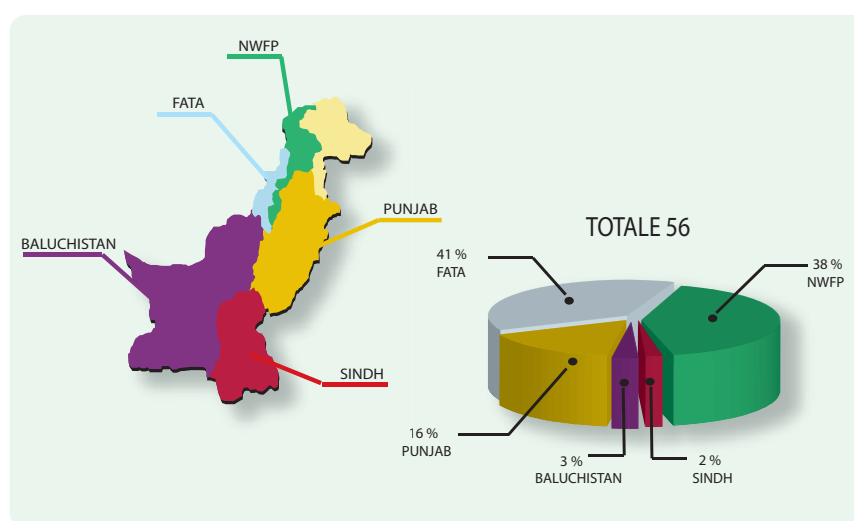 NWFP
FATA
PUNJAB
BALUCHISTAN
SINDH
TOTALE 56
41 %
FATA
38 %
NWFP
16 %
PUNJAB
3 %
BALUCHISTAN
2 %
SINDH